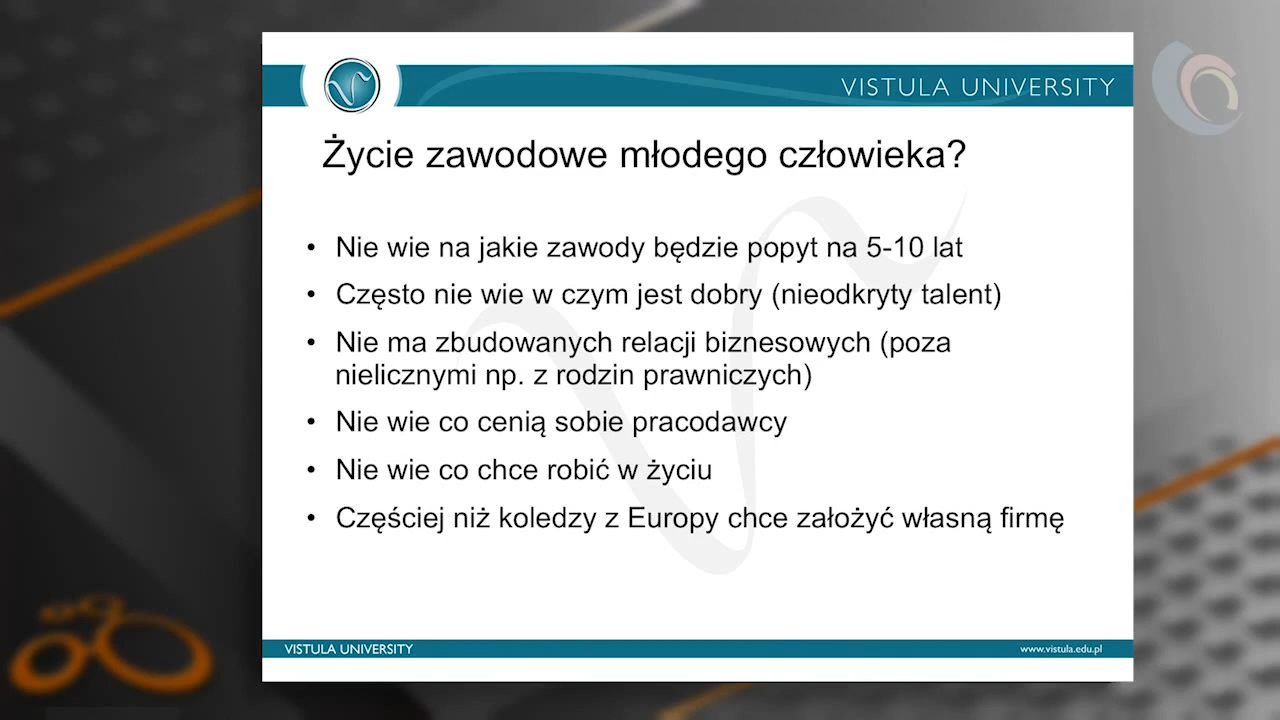 VISTULA UNIVERSITY
Życie zawodowe młodego człowieka?
• Nie wie na jakie zawody będzie popyt na 5-10 lat
• Często nie wie w czym jest dobry (nieodkryty talent)
• Nie ma zbudowanych relacji biznesowych (poza
nielicznymi np. z rodzin prawniczych)
• Nie wie co cenią sobie pracodawcy
• Nie wie co chce robić w życiu
• Częściej niż koledzy z Europy chce założyć własną firmę
VISTULA UNIVERSITY
www.vistula.edu.pl